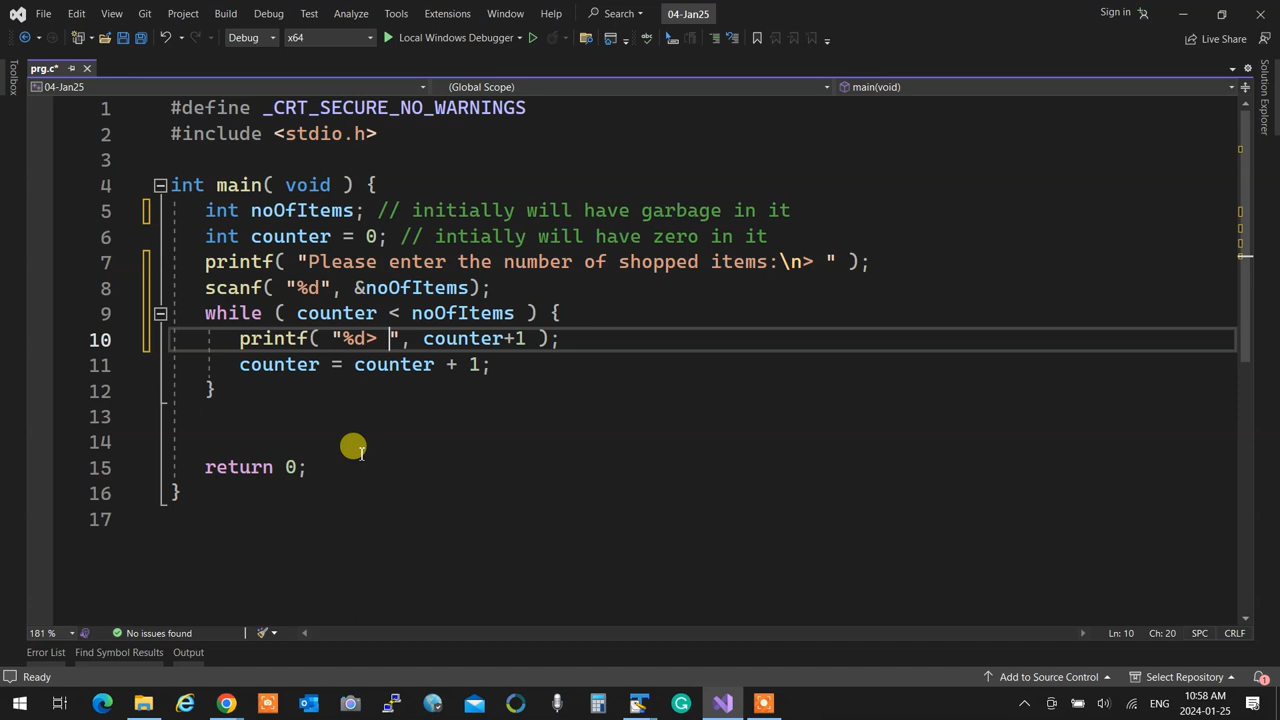 File Edit View Git Project Build Debug Test Analyze Tools Extensions Window Help Search 04-Jan25 Sign in
Debug x64 Local Windows Debugger Live Share
Toolbox
prg.c*
04-Jan25 (Global Scope) main(void)
Solution Explorer
1 #define _CRT_SECURE_NO_WARNINGS
2 #include <stdio.h>
3
4 int main( void ) {
5 int noOfItems; // initially will have garbage in it
6 int counter = 0; // intially will have zero in it
7 printf( "Please enter the number of shopped items:\n> " );
8 scanf( "%d", &noOfItems);
9 while ( counter < noOfItems ) {
10 printf( "%d> ", counter+1 );
11 counter = counter + 1;
12 }
13
14
15 return 0;
16 }
17
181 % No issues found Ln: 10 Ch: 20 SPC CRLF
Error List Find Symbol Results Output
Ready Add to Source Control Select Repository 1
ENG 10:58 AM 2024-01-25